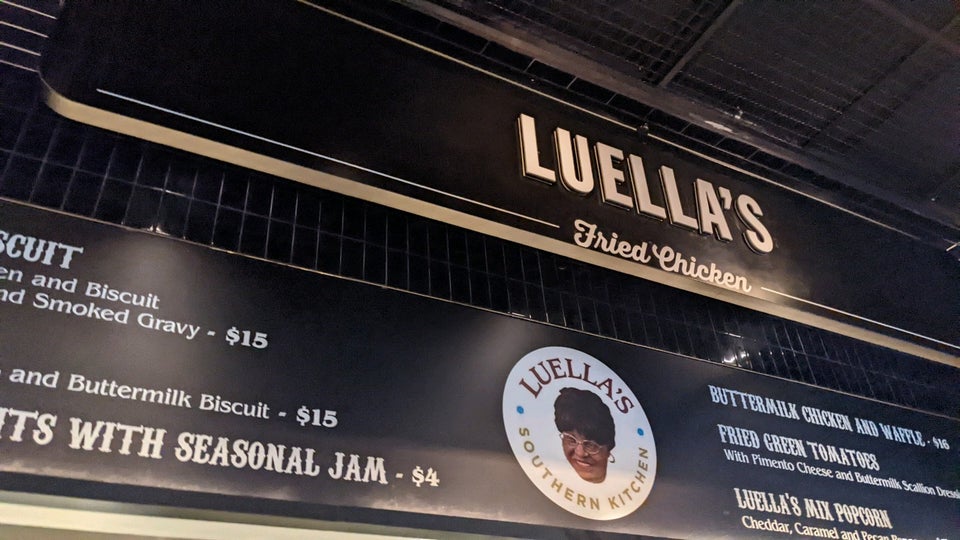 LUELLA'S
Fried Chicken
SCUIT
en and Biscuit
nd Smoked Gravy - $15
and Buttermilk Biscuit - $15
ITS WITH SEASONAL JAM - $4
LUELLA'S
SOUTHERN KITCHEN
BUTTERMILK CHICKEN AND WAFFLE - $16
FRIED GREEN TOMATOES
With Pimento Cheese and Buttermilk Scallion Dressi
LUELLA'S MIX POPCORN
Cheddar, Caramel and Pecan